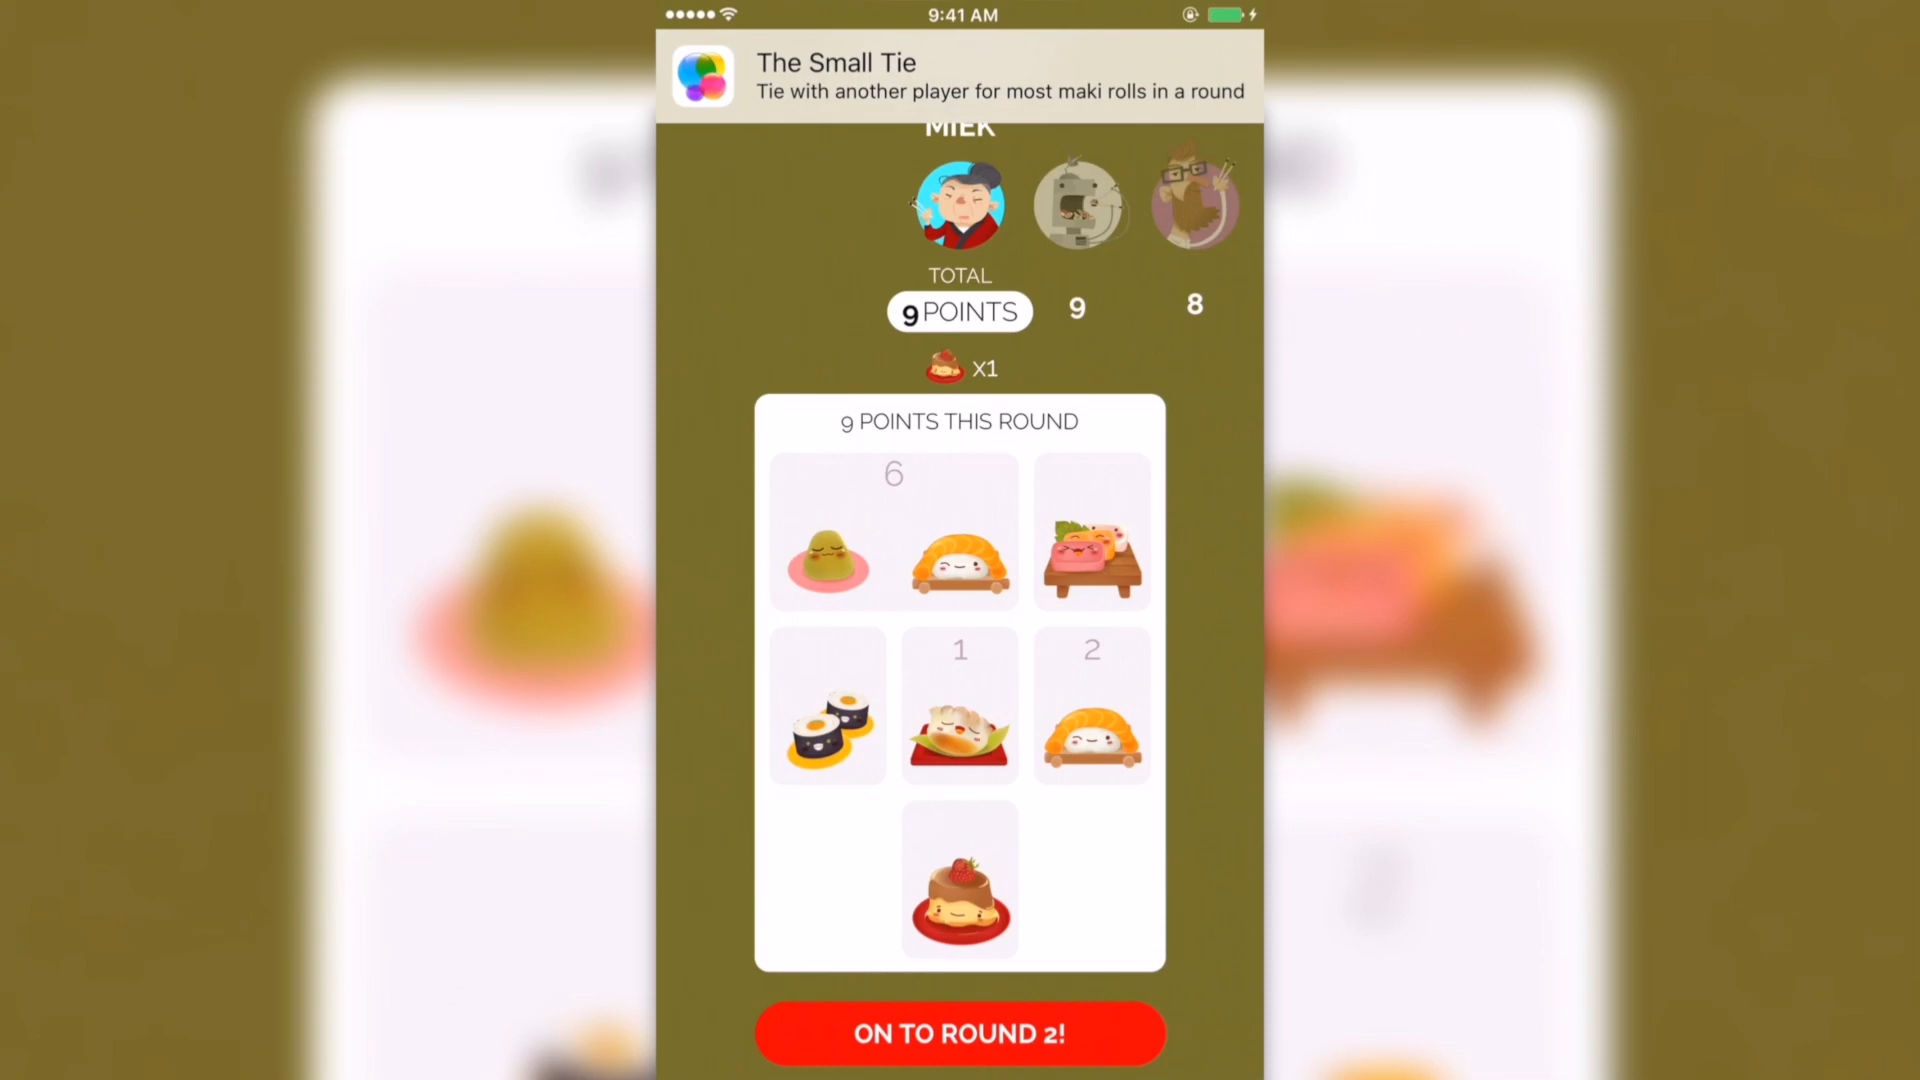 9:41 AM
The Small Tie
Tie with another player for most maki rolls in a round
MIEK
TOTAL
9 POINTS
9
8
X1
9 POINTS THIS ROUND
6
1
2
ON TO ROUND 2!